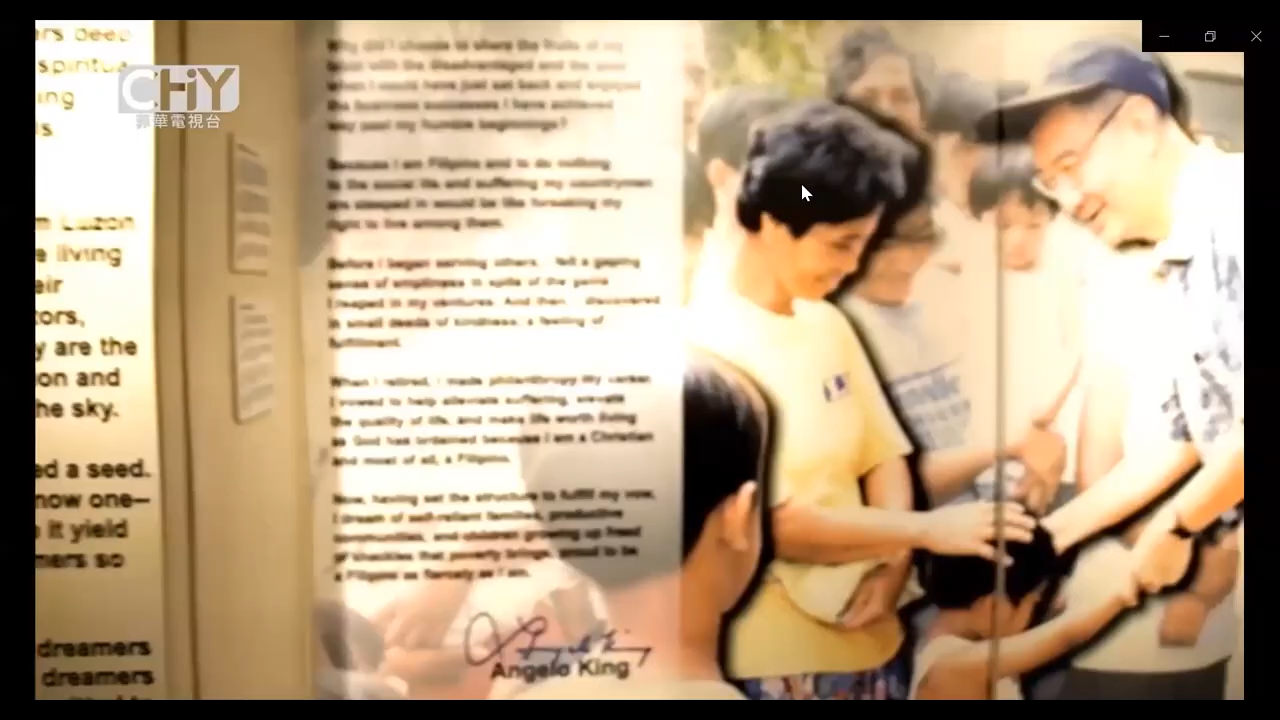 CHiY
菲華電視台
deep
spiritua
ing
Luzon
living
eir
tors,
y are the
on and
he sky.
ed a seed.
now one—
it yield
mers so
dreamers
dreamers
Why did I choose to share the fruits of my
labor with the disadvantaged and the poor
when I could have just sat back and enjoyed
the business successes I have achieved
way past my humble beginnings?
Because I am Filipino and to do nothing
to the social ills and suffering my countrymen
are steeped in would be like forsaking my
right to live among them.
Before I began serving others, I felt a gaping
sense of emptiness in spite of the gains
I reaped in my ventures. And then I discovered
in small deeds of kindness, a feeling of
fulfillment.
When I retired, I made philanthropy my career.
I vowed to help alleviate suffering, elevate
the quality of life, and make life worth living
as God has ordained because I am a Christian
and most of all, a Filipino.
Now, having set the structure to fulfill my vow,
I dream of self-reliant families, productive
communities, and children growing up freed
of shackles that poverty brings, proud to be
a Filipino as fiercely as I am.
Angelo King